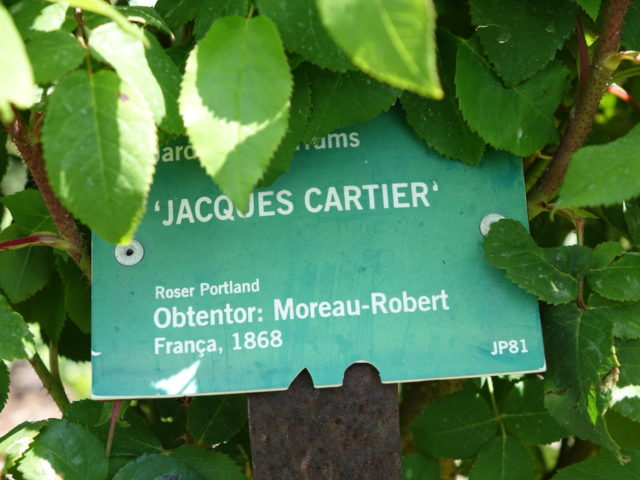 'JACQUES CARTIER'
Roser Portland
Obtentor: Moreau-Robert
França, 1868
JP81